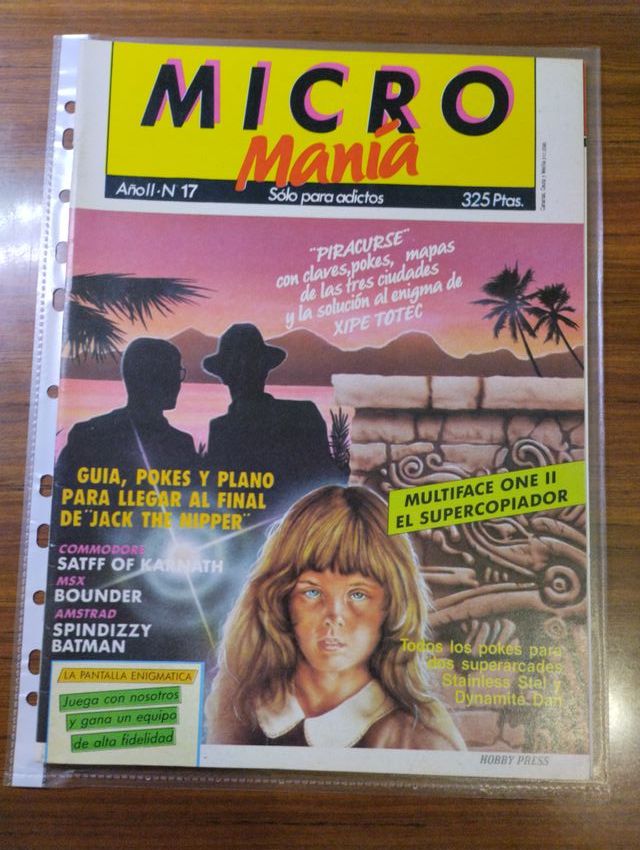 MICRO
Manía
Año II · N 17
Sólo para adictos
325 Ptas.
"PIRACURSE"
con claves, pokes, mapas
de las tres ciudades
y la solución al enigma de
XIPE TOTEC
GUIA, POKES Y PLANO
PARA LLEGAR AL FINAL
DE "JACK THE NIPPER"
MULTIFACE ONE II
EL SUPERCOPIADOR
COMMODORE
SATFF OF KARNATH
MSX
BOUNDER
AMSTRAD
SPINDIZZY
BATMAN
Todos los pokes para
dos superarcades
Stainless Stel y
Dynamite Dan
LA PANTALLA ENIGMATICA
Juega con nosotros
y gana un equipo
de alta fidelidad
HOBBY PRESS